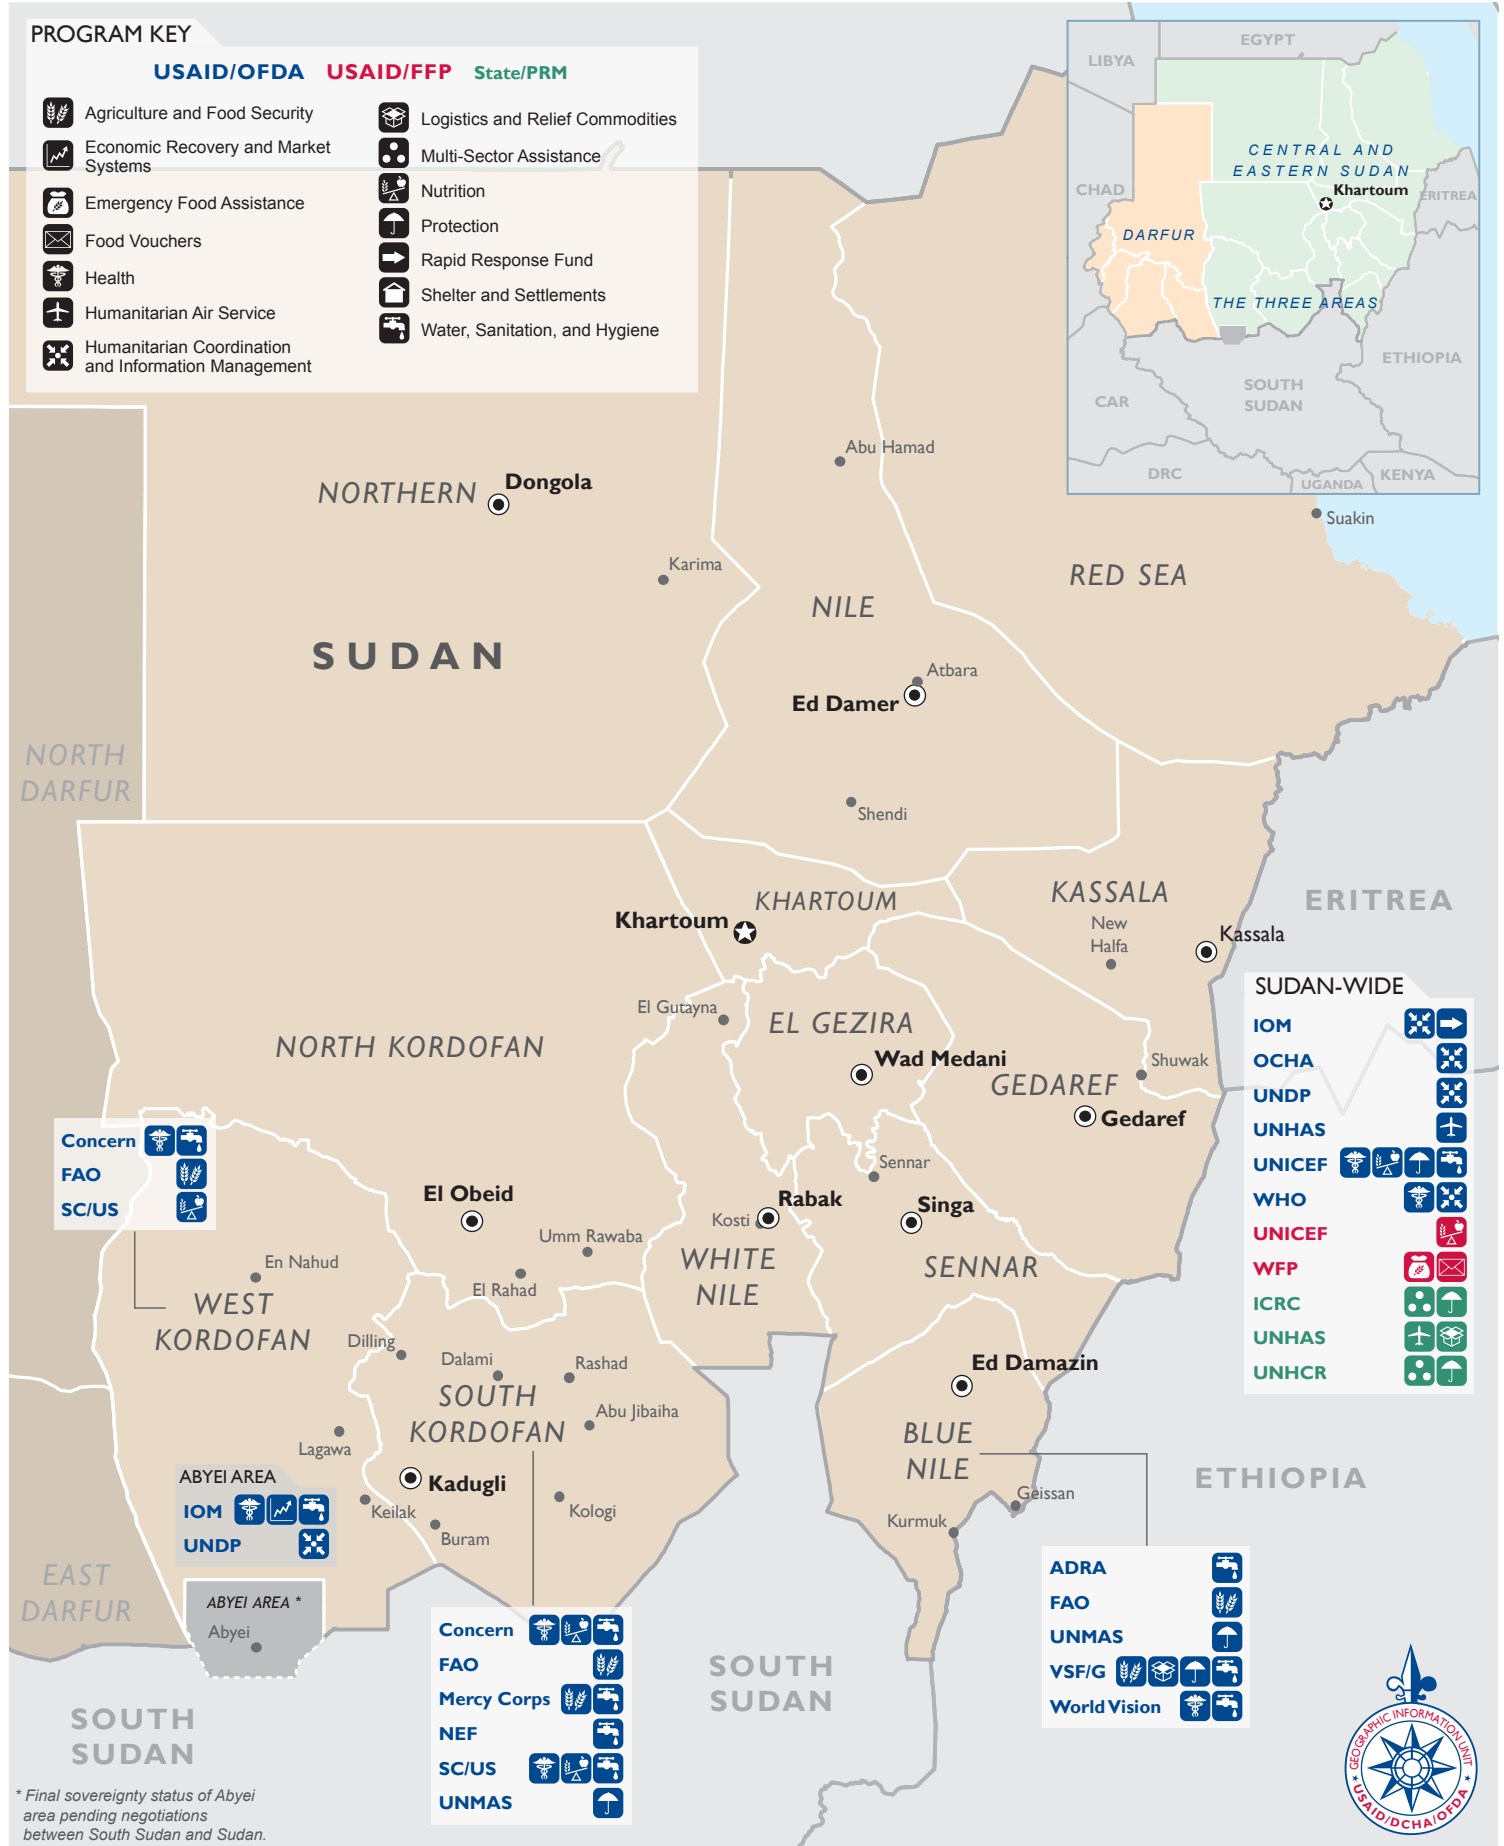 PROGRAM KEY
USAID/OFDA USAID/FFP State/PRM
Agriculture and Food Security
Economic Recovery and Market
Systems
Emergency Food Assistance
Food Vouchers
Health
Humanitarian Air Service
Humanitarian Coordination
and Information Management
Logistics and Relief Commodities
Multi-Sector Assistance
Nutrition
Protection
Rapid Response Fund
Shelter and Settlements
Water, Sanitation, and Hygiene
EGYPT
LIBYA
CENTRAL AND
EASTERN SUDAN
CHAD
Khartoum
ERITREA
DARFUR
THE THREE AREAS
ETHIOPIA
SOUTH
SUDAN
CAR
DRC
UGANDA
KENYA
Abu Hamad
NORTHERN
Dongola
Suakin
Karima
RED SEA
NILE
SUDAN
Atbara
Ed Damer
NORTH
DARFUR
Shendi
KHARTOUM
Khartoum
KASSALA
New
Halfa
Kassala
ERITREA
El Gutayna
EL GEZIRA
NORTH KORDOFAN
Wad Medani
Shuwak
GEDAREF
Gedaref
SUDAN-WIDE
IOM
OCHA
UNDP
UNHAS
UNICEF
WHO
UNICEF
WFP
ICRC
UNHAS
UNHCR
Concern
FAO
SC/US
El Obeid
Sennar
Rabak
Kosti
Singa
Umm Rawaba
El Rahad
En Nahud
WHITE
NILE
SENNAR
WEST
KORDOFAN
Dilling
Dalami
Rashad
SOUTH
KORDOFAN
Abu Jibaiha
Ed Damazin
BLUE
NILE
ETHIOPIA
Lagawa
Kadugli
Keilak
Buram
Kologi
Geissan
Kurmuk
ABYEI AREA
IOM
UNDP
EAST
DARFUR
ABYEI AREA *
Abyei
Concern
FAO
Mercy Corps
NEF
SC/US
UNMAS
SOUTH
SUDAN
ADRA
FAO
UNMAS
VSF/G
World Vision
SOUTH
SUDAN
* Final sovereignty status of Abyei
area pending negotiations
between South Sudan and Sudan.
GEOGRAPHIC INFORMATION UNIT
USAID/DCHA/OFDA